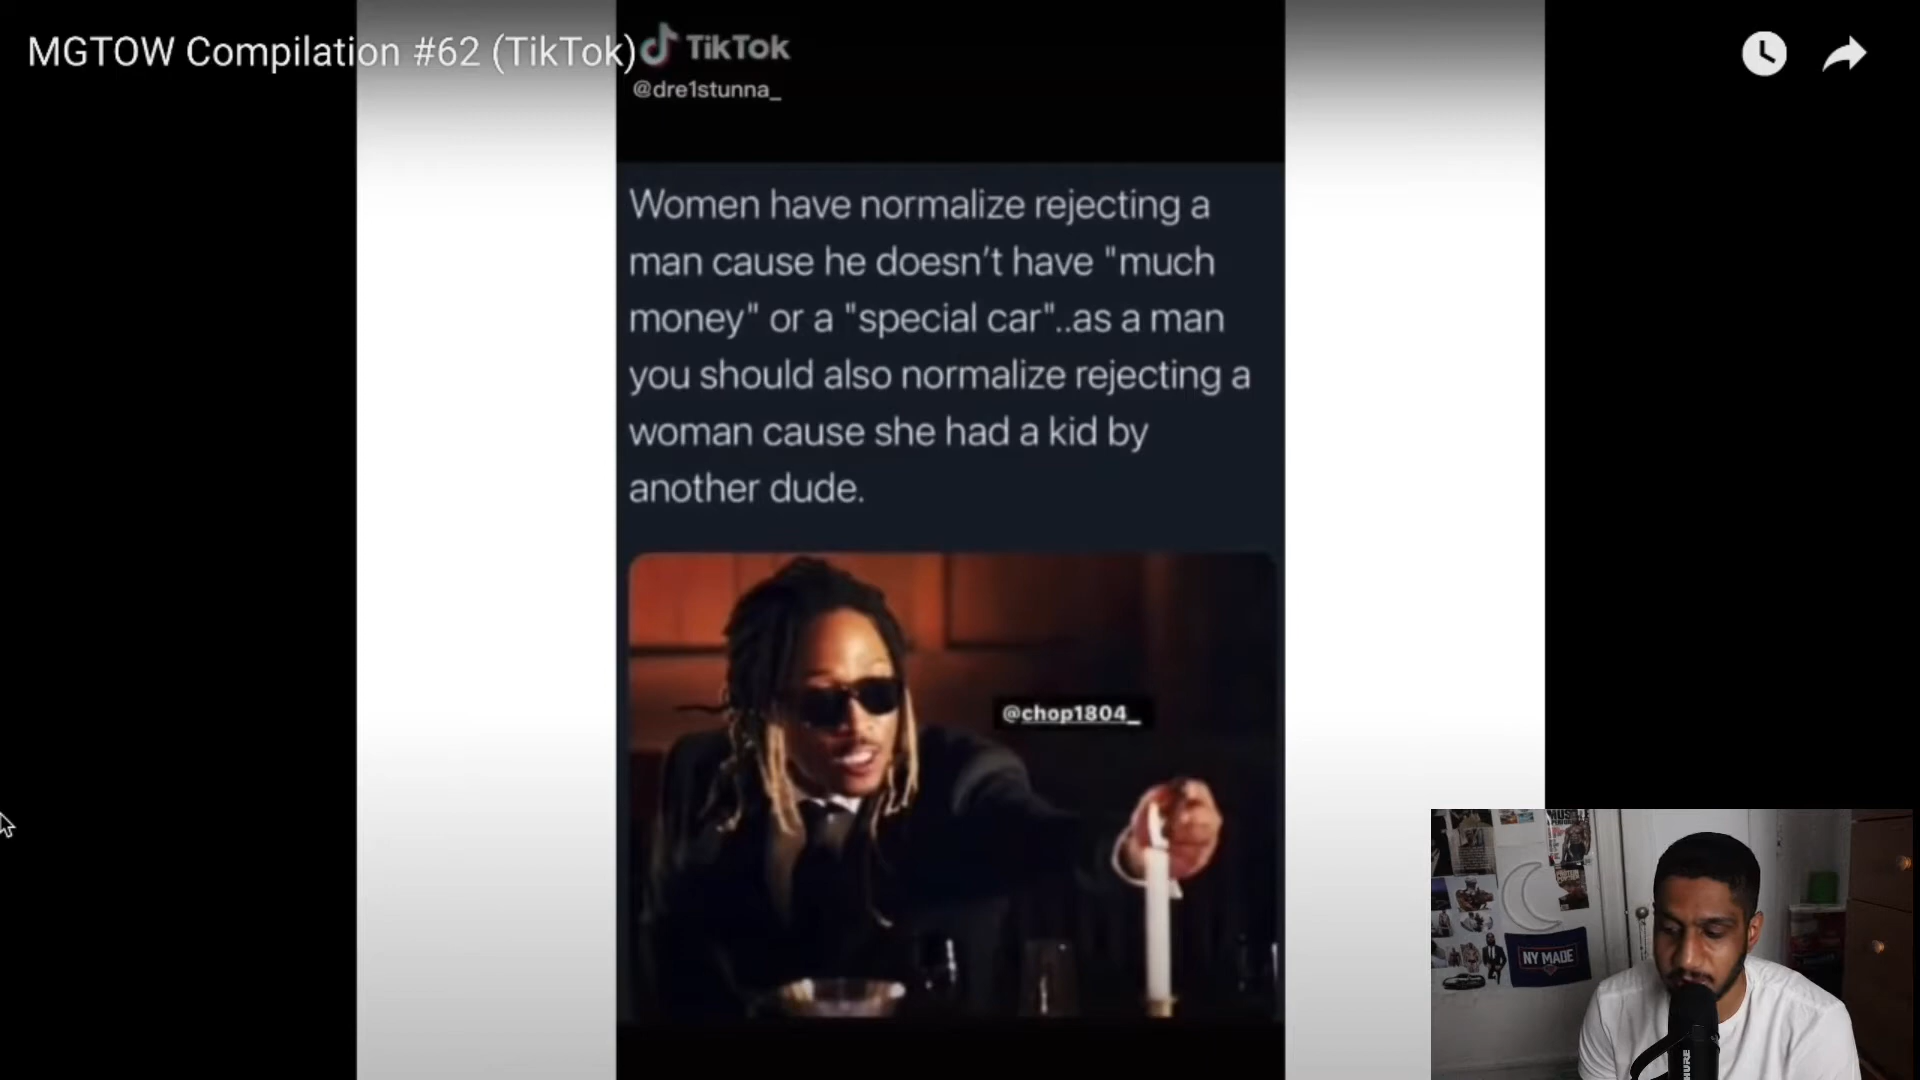 MGTOW Compilation #62 (TikTok)
TikTok
@dre1stunna_
Women have normalize rejecting a
man cause he doesn't have "much
money" or a "special car"..as a man
you should also normalize rejecting a
woman cause she had a kid by
another dude.
@chop1804_
NY MADE
SHURE